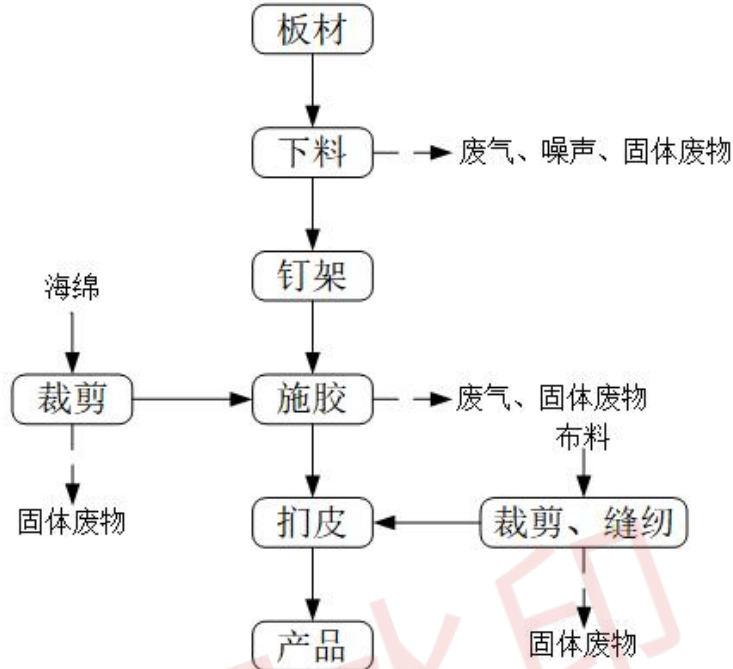 板材
下料
废气、噪声、固体废物
钉架
海绵
裁剪
施胶
废气、固体废物
布料
固体废物
扪皮
裁剪、缝纫
产品
固体废物
水印